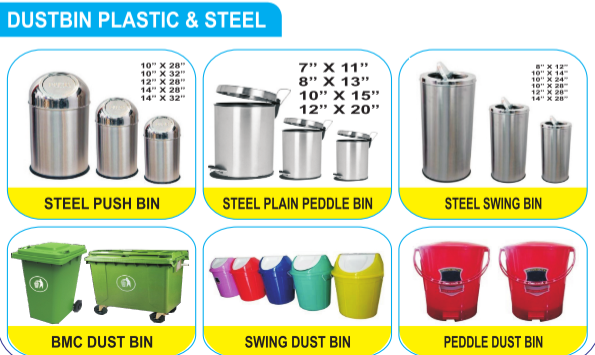 DUSTBIN PLASTIC & STEEL
10” X 28”
10” X 32”
12” X 28”
14” X 28”
14” X 32”
STEEL PUSH BIN
7” X 11”
8” X 13”
10” X 15”
12” X 20”
STEEL PLAIN PEDDLE BIN
8” X 12”
10” X 14”
10” X 24”
10” X 28”
12” X 28”
14” X 28”
STEEL SWING BIN
BMC DUST BIN
SWING DUST BIN
PEDDLE DUST BIN